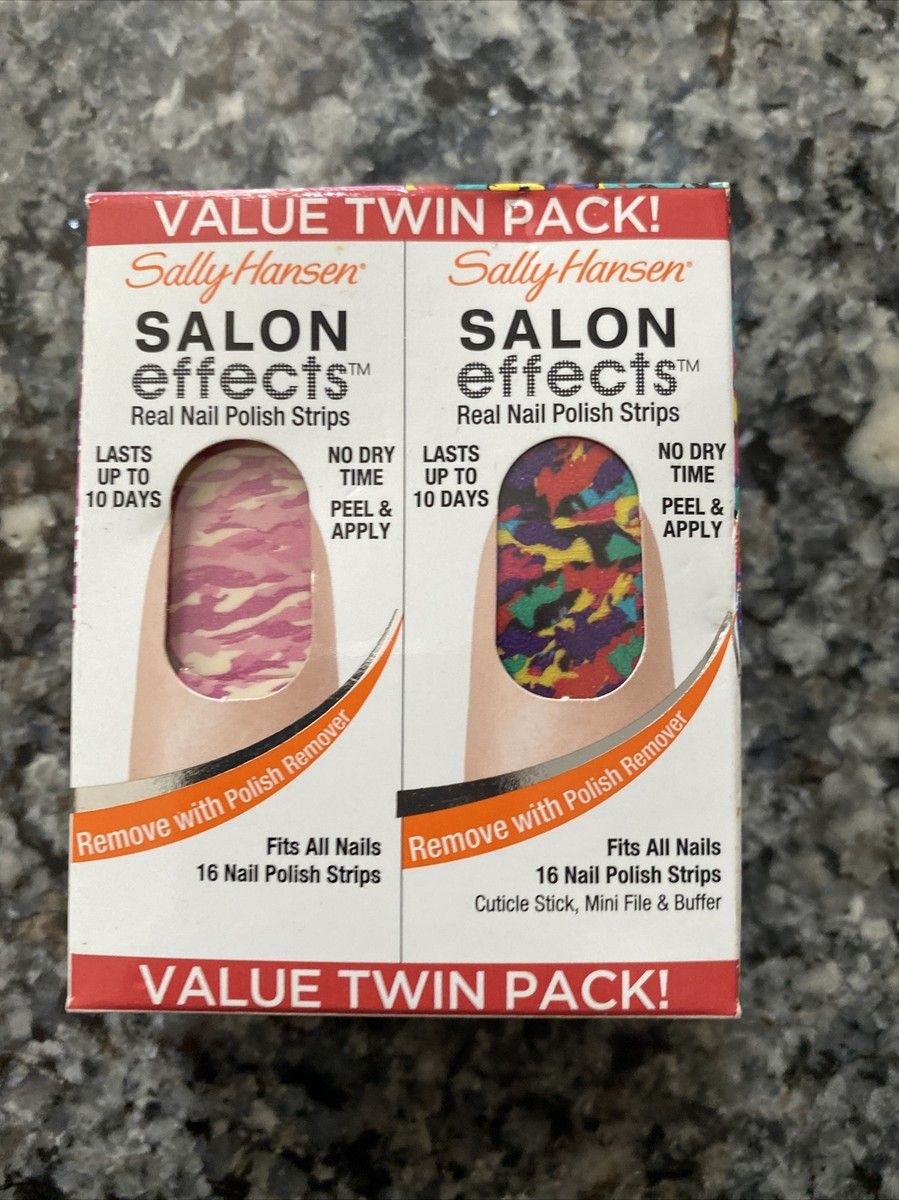 VALUE TWIN PACK!
Sally Hansen®
SALON
effects™
Real Nail Polish Strips
LASTS
UP TO
10 DAYS
NO DRY
TIME
PEEL &
APPLY
Remove with Polish Remover
Fits All Nails
16 Nail Polish Strips
Sally Hansen®
SALON
effects™
Real Nail Polish Strips
LASTS
UP TO
10 DAYS
NO DRY
TIME
PEEL &
APPLY
Remove with Polish Remover
Fits All Nails
16 Nail Polish Strips
Cuticle Stick, Mini File & Buffer
VALUE TWIN PACK!